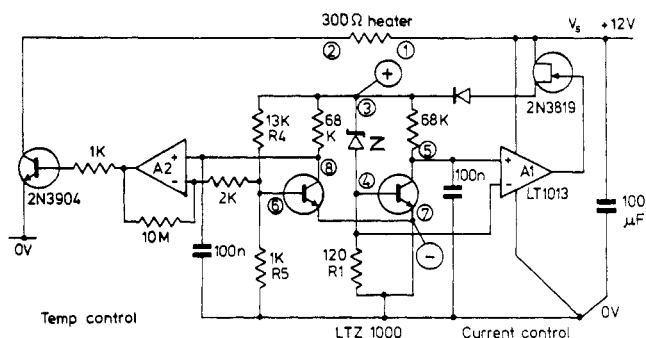 300Ω heater
② ①
Vs +12V
+
③
2N3819
13K
R4
68
K
68K
Z
1K
2N3904
A2
+
-
⑧
⑤
2K
⑥
④
100n
+
-
A1
LT1013
⑦
100
µF
10M
0V
100n
1K
R5
120
R1
-
0V
Temp control
LTZ 1000
Current control